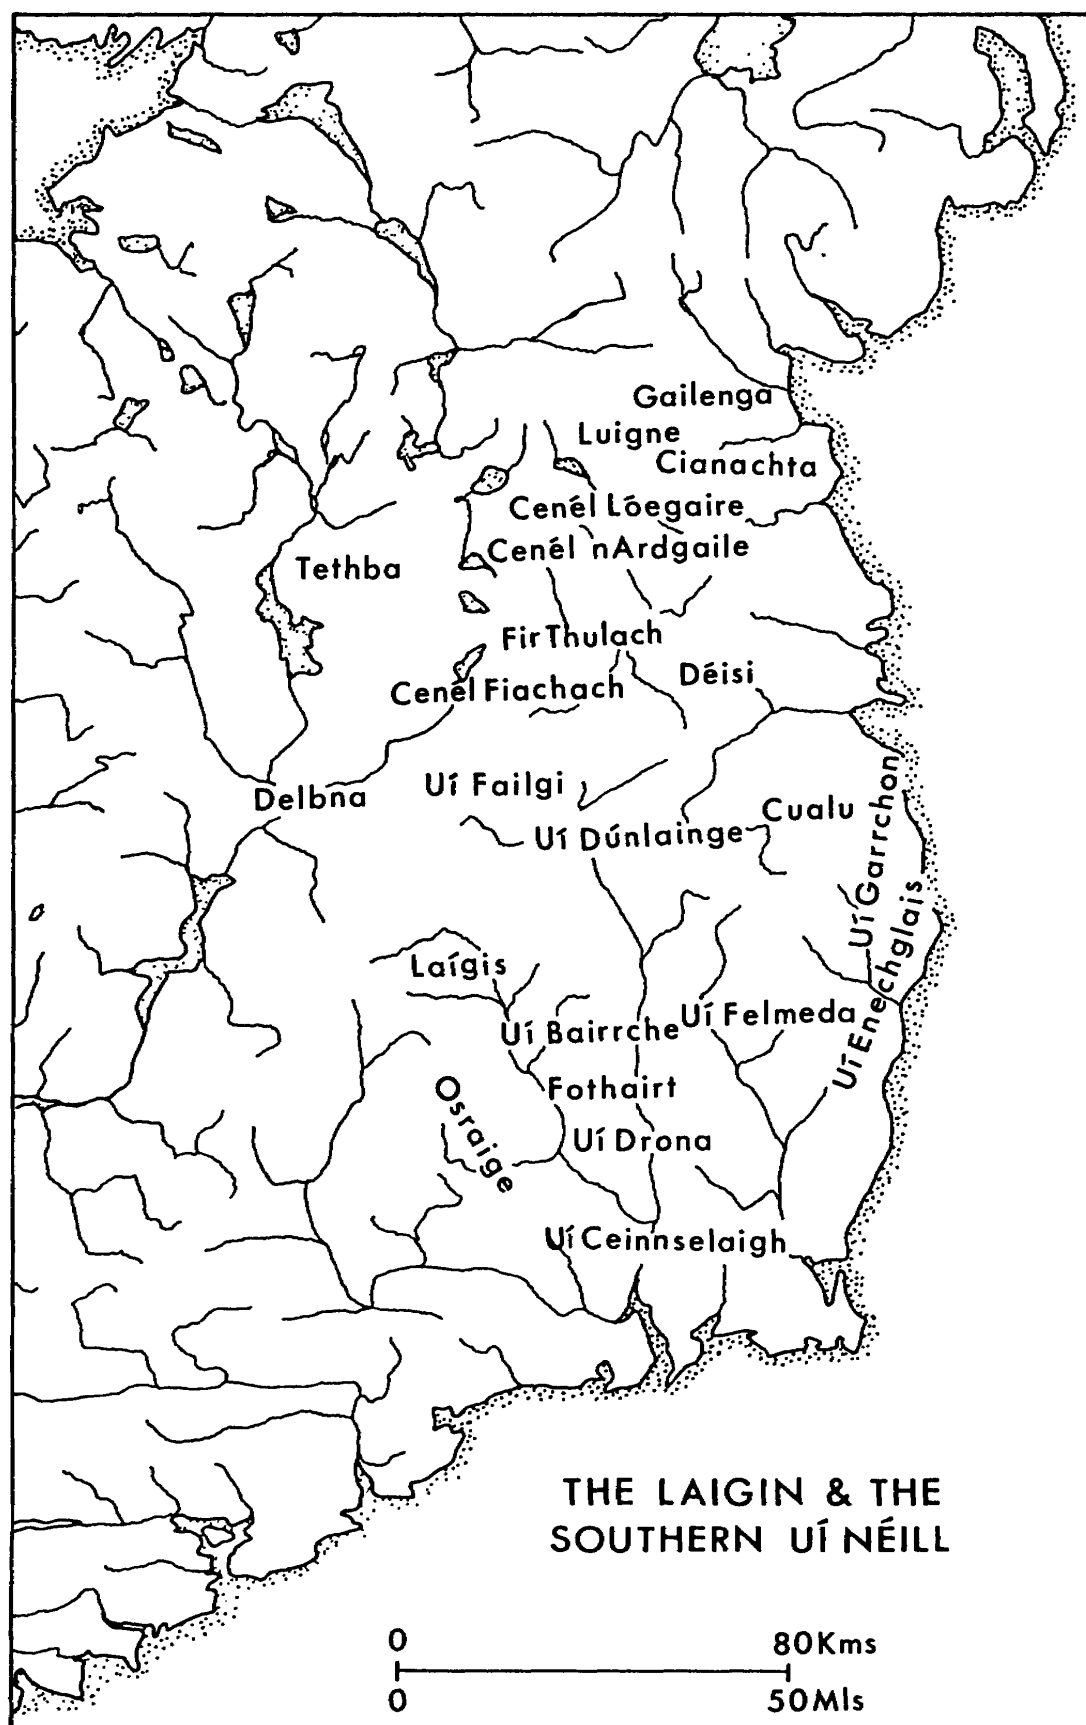 Gailenga
Luigne
Cianachta
Cenél Lóegaire
Cenél nArdgaile
Tethba
Fir Thulach
Déisi
Cenél Fiachach
Uí Failgi
Delbna
Cualu
Uí Dúnlainge
Uí Garrchon
Uí Enechglais
Laígis
Uí Felmeda
Uí Bairrche
Fothairt
Osraige
Uí Drona
Uí Ceinnselaigh
THE LAIGIN & THE
SOUTHERN UÍ NÉILL
0 80Kms
0 50Mls